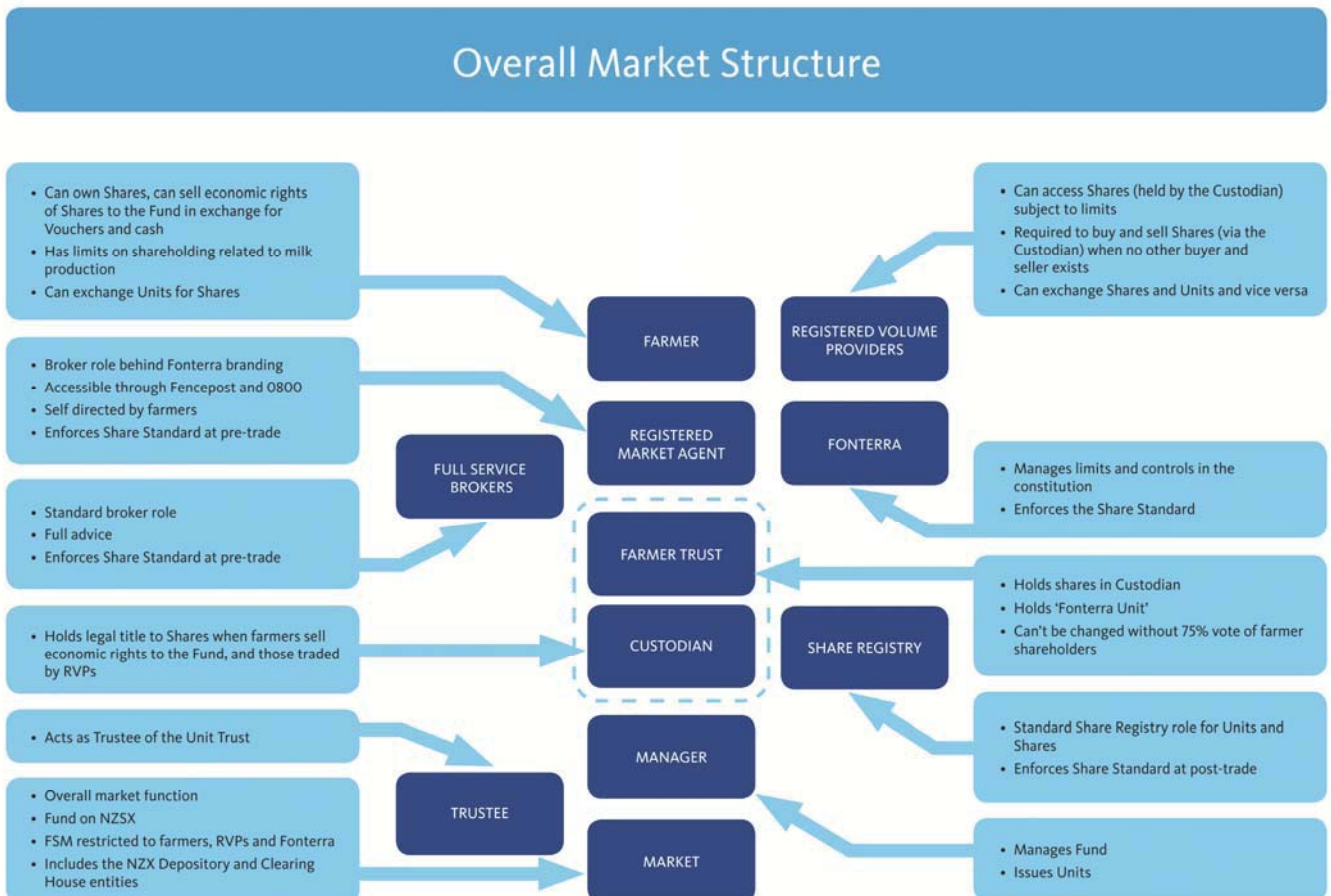 Overall Market Structure
• Can own Shares, can sell economic rights
of Shares to the Fund in exchange for
Vouchers and cash
• Has limits on shareholding related to milk
production
• Can exchange Units for Shares
• Can access Shares (held by the Custodian)
subject to limits
• Required to buy and sell Shares (via the
Custodian) when no other buyer and
seller exists
• Can exchange Shares and Units and vice versa
FARMER
REGISTERED VOLUME
PROVIDERS
• Broker role behind Fonterra branding
- Accessible through Fencepost and 0800
• Self directed by farmers
• Enforces Share Standard at pre-trade
REGISTERED
MARKET AGENT
FONTERRA
FULL SERVICE
BROKERS
• Manages limits and controls in the
constitution
• Enforces the Share Standard
• Standard broker role
• Full advice
• Enforces Share Standard at pre-trade
FARMER TRUST
• Holds shares in Custodian
• Holds ‘Fonterra Unit’
• Can’t be changed without 75% vote of farmer
shareholders
• Holds legal title to Shares when farmers sell
economic rights to the Fund, and those traded
by RVPs
CUSTODIAN
SHARE REGISTRY
• Standard Share Registry role for Units and
Shares
• Enforces Share Standard at post-trade
• Acts as Trustee of the Unit Trust
MANAGER
TRUSTEE
• Overall market function
• Fund on NZSX
• FSM restricted to farmers, RVPs and Fonterra
• Includes the NZX Depository and Clearing
House entities
MARKET
• Manages Fund
• Issues Units